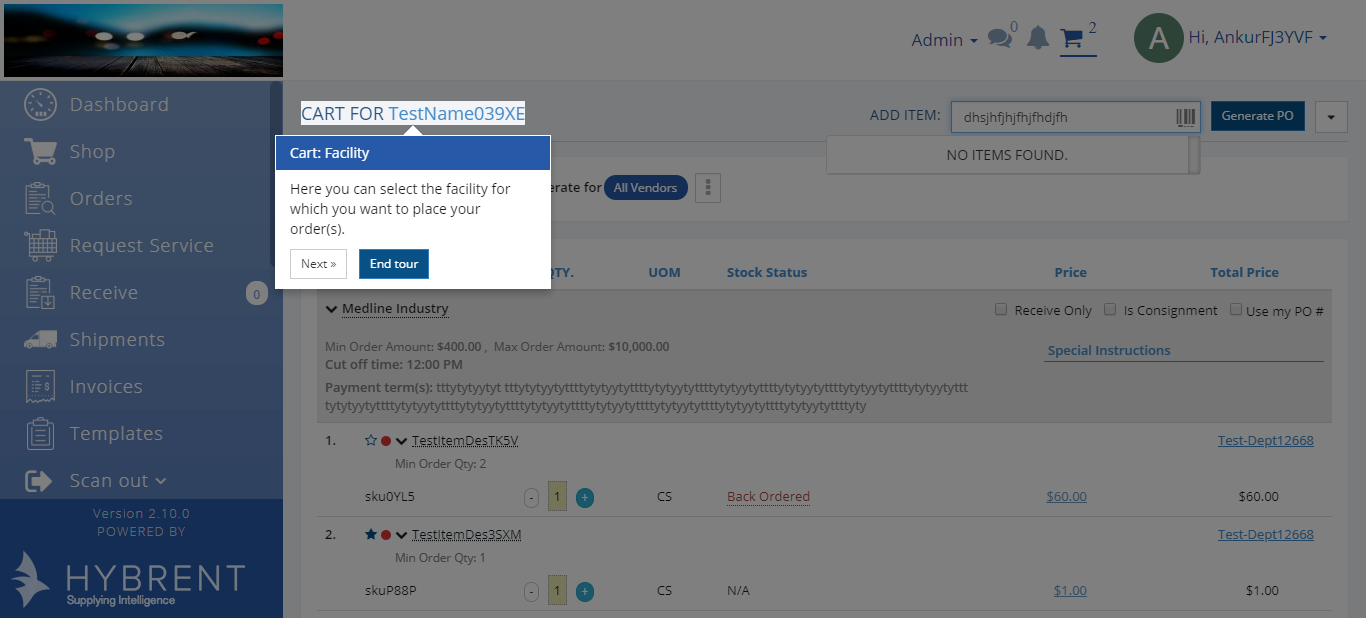 Admin
0
2
A
Hi, AnkurFJ3YVF
Dashboard
Shop
Orders
Request Service
Receive
0
Shipments
Invoices
Templates
Scan out
Version 2.10.0
POWERED BY
HYBRENT
Supplying Intelligence
CART FOR TestName039XE
ADD ITEM:
dhsjhfjhjfhjfhdjfh
Generate PO
NO ITEMS FOUND.
Cart: Facility
Here you can select the facility for
which you want to place your
order(s).
Next »
End tour
erate for
All Vendors
QTY.
UOM
Stock Status
Price
Total Price
Medline Industry
Receive Only
Is Consignment
Use my PO #
Min Order Amount: $400.00 , Max Order Amount: $10,000.00
Cut off time: 12:00 PM
Special Instructions
1.
TestItemDesTK5V
Test-Dept12668
Min Order Qty: 2
sku0YL5
-
1
+
CS
Back Ordered
$60.00
$60.00
2.
TestItemDes3SXM
Test-Dept12668
Min Order Qty: 1
skuP88P
-
1
+
CS
N/A
$1.00
$1.00